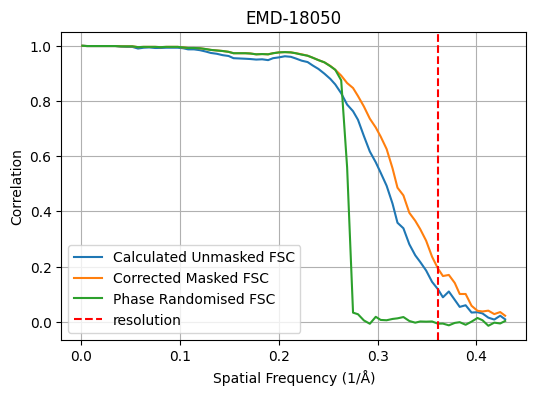 EMD-18050
Correlation
1.0
0.8
0.6
0.4
0.2
0.0
Calculated Unmasked FSC
Corrected Masked FSC
Phase Randomised FSC
resolution
0.0
0.1
0.2
0.3
0.4
Spatial Frequency (1/Å)